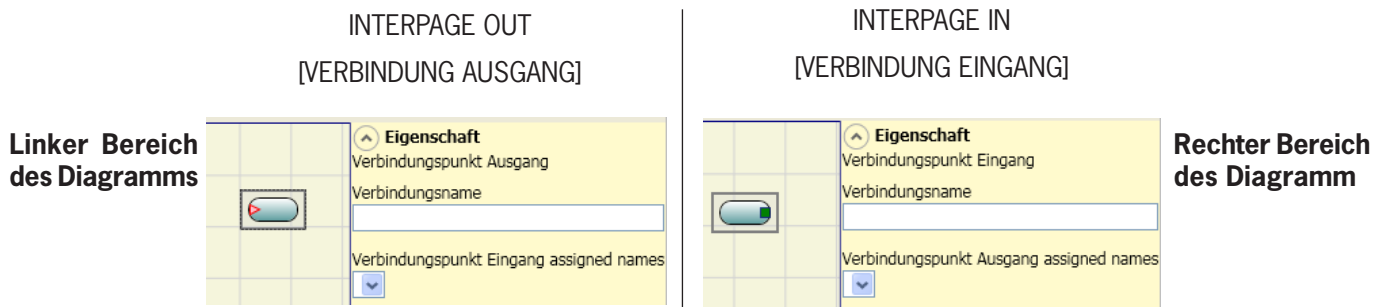 INTERPAGE OUT
[VERBINDUNG AUSGANG]
INTERPAGE IN
[VERBINDUNG EINGANG]
Linker Bereich
des Diagramms
Eigenschaft
Verbindungspunkt Ausgang
Verbindungsname
Verbindungspunkt Eingang assigned names
Eigenschaft
Verbindungspunkt Eingang
Verbindungsname
Verbindungspunkt Ausgang assigned names
Rechter Bereich
des Diagramm